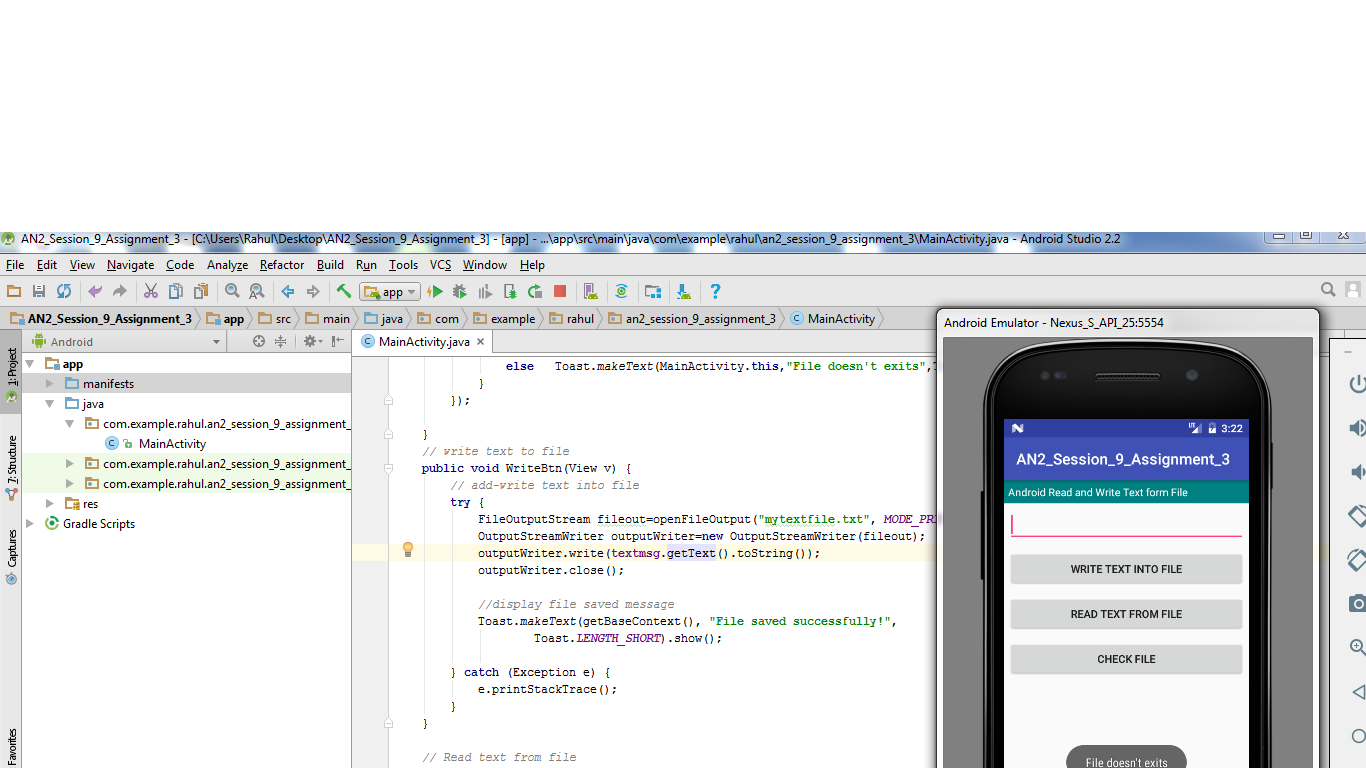 AN2_Session_9_Assignment_3 - [C:\Users\Rahul\Desktop\AN2_Session_9_Assignment_3] - [app] - ...\app\src\main\java\com\example\rahul\an2_session_9_assignment_3\MainActivity.java - Android Studio 2.2
File Edit View Navigate Code Analyze Refactor Build Run Tools VCS Window Help
app
AN2_Session_9_Assignment_3 app src main java com example rahul an2_session_9_assignment_3 MainActivity
Android
MainActivity.java
1: Project
7: Structure
Captures
Favorites
app
manifests
java
com.example.rahul.an2_session_9_assignment_
MainActivity
com.example.rahul.an2_session_9_assignment_
com.example.rahul.an2_session_9_assignment_
res
Gradle Scripts
else Toast.makeText(MainActivity.this,"File doesn't exits",
}
});
}
// write text to file
public void WriteBtn(View v) {
// add-write text into file
try {
FileOutputStream fileout=openFileOutput("mytextfile.txt", MODE_PR
OutputStreamWriter outputWriter=new OutputStreamWriter(fileout);
outputWriter.write(textmsg.getText().toString());
outputWriter.close();
//display file saved message
Toast.makeText(getBaseContext(), "File saved successfully!",
Toast.LENGTH_SHORT).show();
} catch (Exception e) {
e.printStackTrace();
}
}
// Read text from file
Android Emulator - Nexus_S_API_25:5554
LTE 3:22
AN2_Session_9_Assignment_3
Android Read and Write Text form File
WRITE TEXT INTO FILE
READ TEXT FROM FILE
CHECK FILE
File doesn't exits